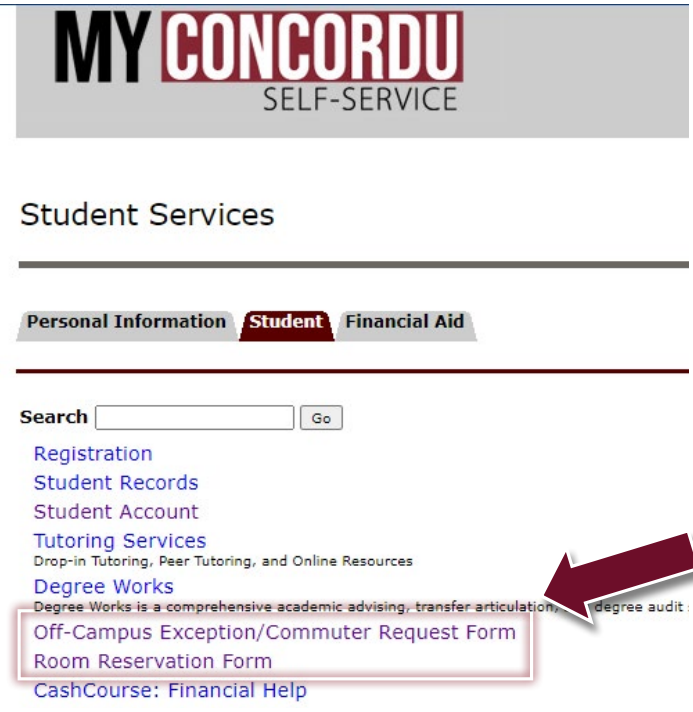 MY CONCORDU
SELF-SERVICE
Student Services
Personal Information Student Financial Aid
Search Go
Registration
Student Records
Student Account
Tutoring Services
Drop-in Tutoring, Peer Tutoring, and Online Resources
Degree Works
Degree Works is a comprehensive academic advising, transfer articulation, degree audit
Off-Campus Exception/Commuter Request Form
Room Reservation Form
CashCourse: Financial Help